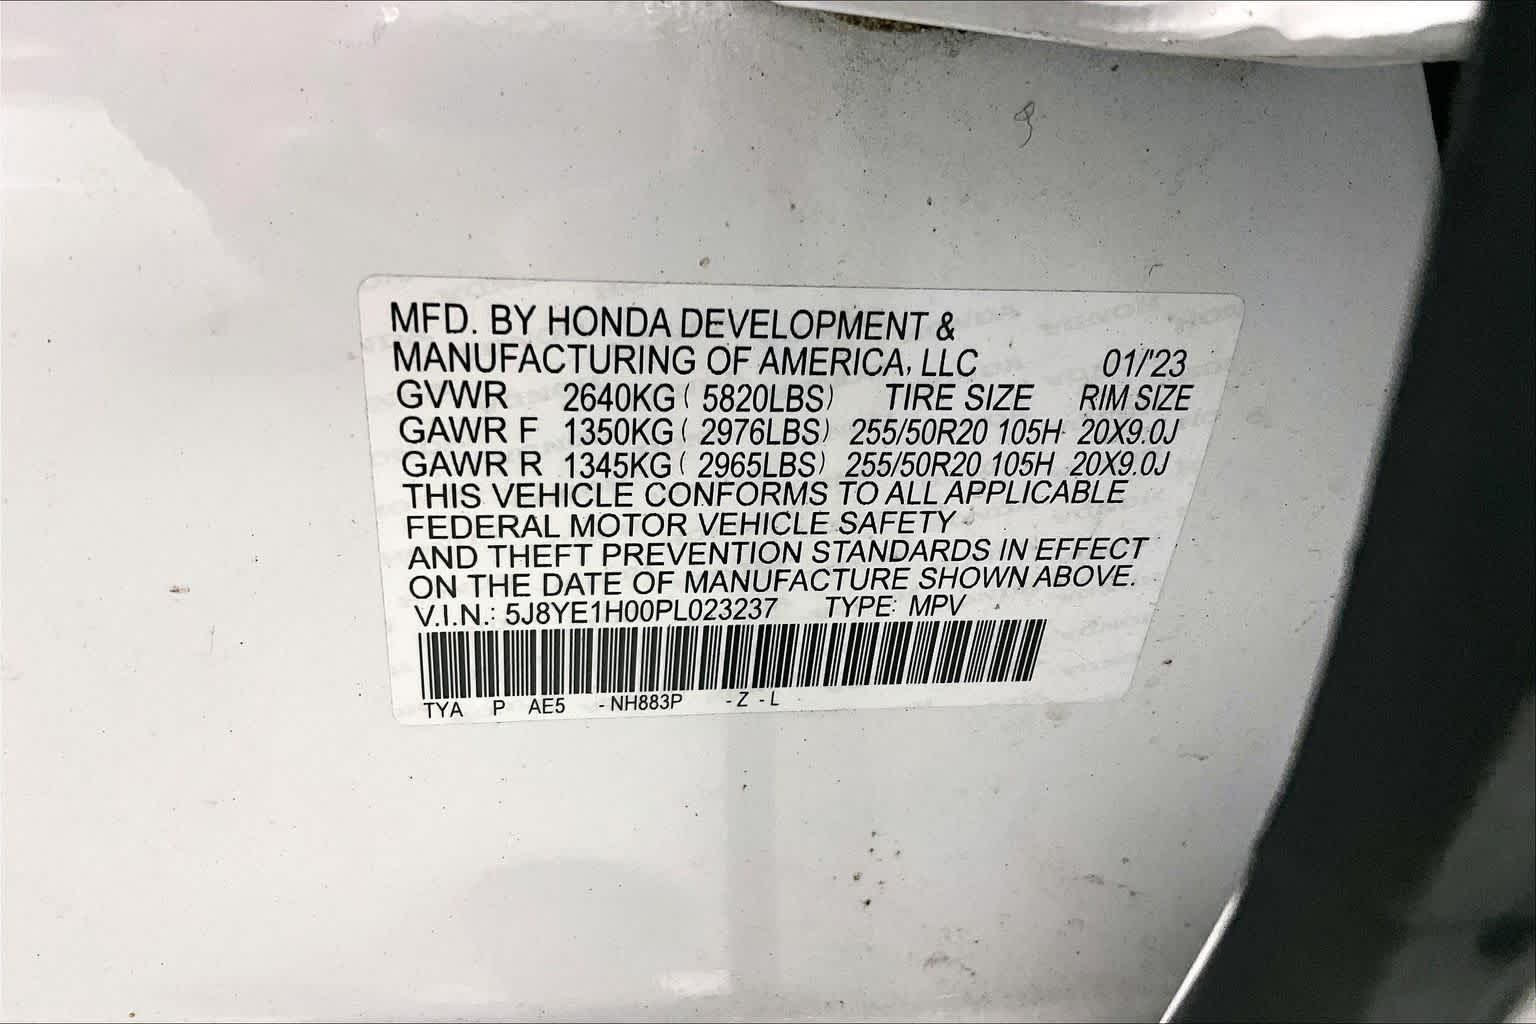 MFD. BY HONDA DEVELOPMENT &
MANUFACTURING OF AMERICA, LLC 01/'23
GVWR 2640KG ( 5820LBS) TIRE SIZE RIM SIZE
GAWR F 1350KG ( 2976LBS) 255/50R20 105H 20X9.0J
GAWR R 1345KG ( 2965LBS) 255/50R20 105H 20X9.0J
THIS VEHICLE CONFORMS TO ALL APPLICABLE
FEDERAL MOTOR VEHICLE SAFETY
AND THEFT PREVENTION STANDARDS IN EFFECT
ON THE DATE OF MANUFACTURE SHOWN ABOVE.
V.I.N.: 5J8YE1H00PL023237 TYPE: MPV
TYA P AE5 - NH883P - Z - L